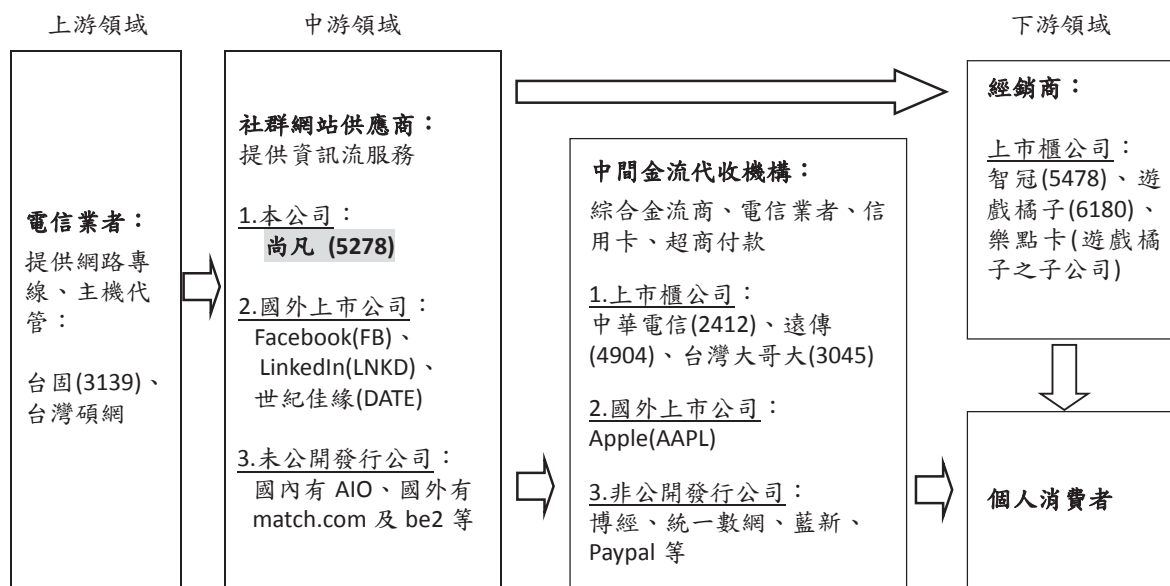 上游領域
中游領域
下游領域
電信業者：
提供網路專
線、主機代
管：
台固(3139)、
台灣碩網
社群網站供應商：
提供資訊流服務
1.本公司：
尚凡 (5278)
2.國外上市公司：
Facebook(FB)、
LinkedIn(LNKD)、
世紀佳緣(DATE)
3.未公開發行公司：
國內有 AIO、國外有
match.com 及 be2 等
中間金流代收機構：
綜合金流商、電信業者、信
用卡、超商付款
1.上市櫃公司：
中華電信(2412)、遠傳
(4904)、台灣大哥大(3045)
2.國外上市公司：
Apple(AAPL)
3.非公開發行公司：
博經、統一數網、藍新、
Paypal 等
經銷商：
上市櫃公司：
智冠(5478)、遊
戲橘子(6180)、
樂點卡(遊戲橘
子之子公司)
個人消費者